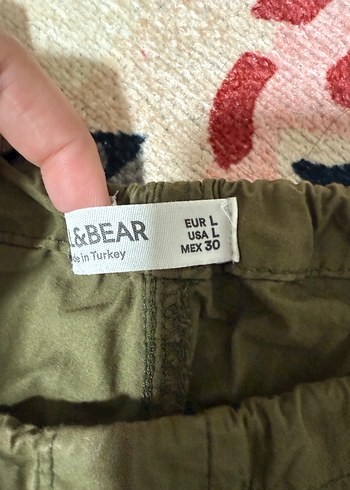 L&BEAR
de in Turkey
EUR L
USA L
MEX 30